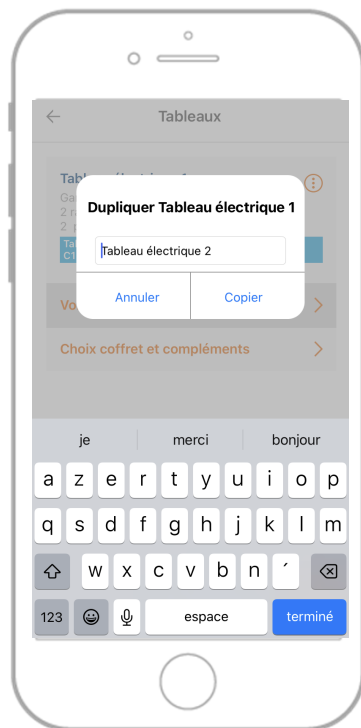 Tableaux
Dupliquer Tableau électrique 1
Tableau électrique 2
Annuler
Copier
Choix coffret et compléments
je
merci
bonjour
a z e r t y u i o p
q s d f g h j k l m
w x c v b n ´
123
espace
terminé